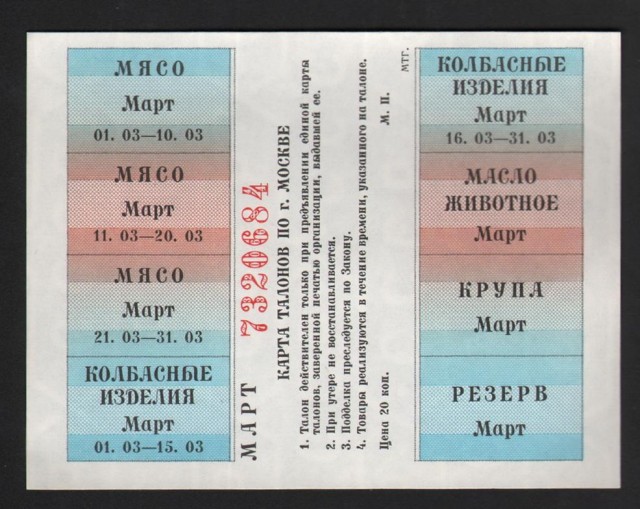 МЯСО
Март
01. 03—10. 03
МЯСО
Март
11. 03—20. 03
МЯСО
Март
21. 03—31. 03
КОЛБАСНЫЕ
ИЗДЕЛИЯ
Март
01. 03—15. 03
МАРТ 7320684
КАРТА ТАЛОНОВ ПО г. МОСКВЕ
1. Талон действителен только при предъявлении единой карты
талонов, заверенной печатью организации, выдавшей ее.
2. При утере не восстанавливается.
3. Подделка преследуется по Закону.
4. Товары реализуются в течение времени, указанного на талоне.
Цена 20 коп. М. П.
МТГ.
КОЛБАСНЫЕ
ИЗДЕЛИЯ
Март
16. 03—31. 03
МАСЛО
ЖИВОТНОЕ
Март
КРУПА
Март
РЕЗЕРВ
Март